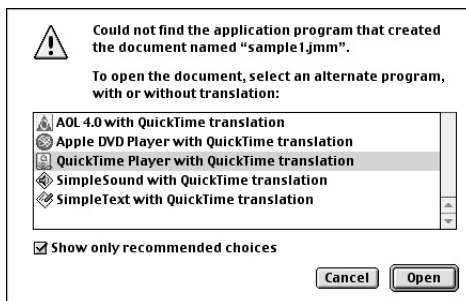 Could not find the application program that created
the document named “sample1.jmm”.
To open the document, select an alternate program,
with or without translation:
AOL 4.0 with QuickTime translation
Apple DVD Player with QuickTime translation
QuickTime Player with QuickTime translation
SimpleSound with QuickTime translation
SimpleText with QuickTime translation
Show only recommended choices
Cancel Open